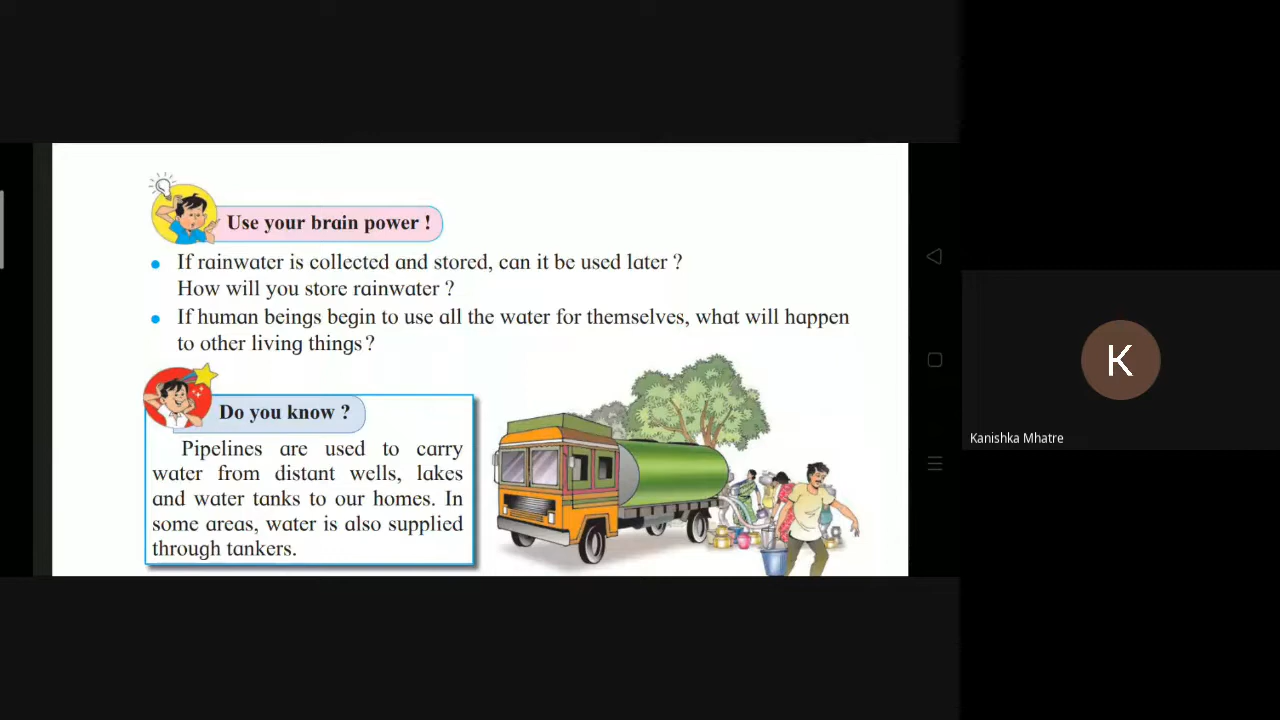 Use your brain power !
If rainwater is collected and stored, can it be used later ?
How will you store rainwater ?
If human beings begin to use all the water for themselves, what will happen
to other living things ?
Do you know ?
Pipelines are used to carry
water from distant wells, lakes
and water tanks to our homes. In
some areas, water is also supplied
through tankers.
K
Kanishka Mhatre